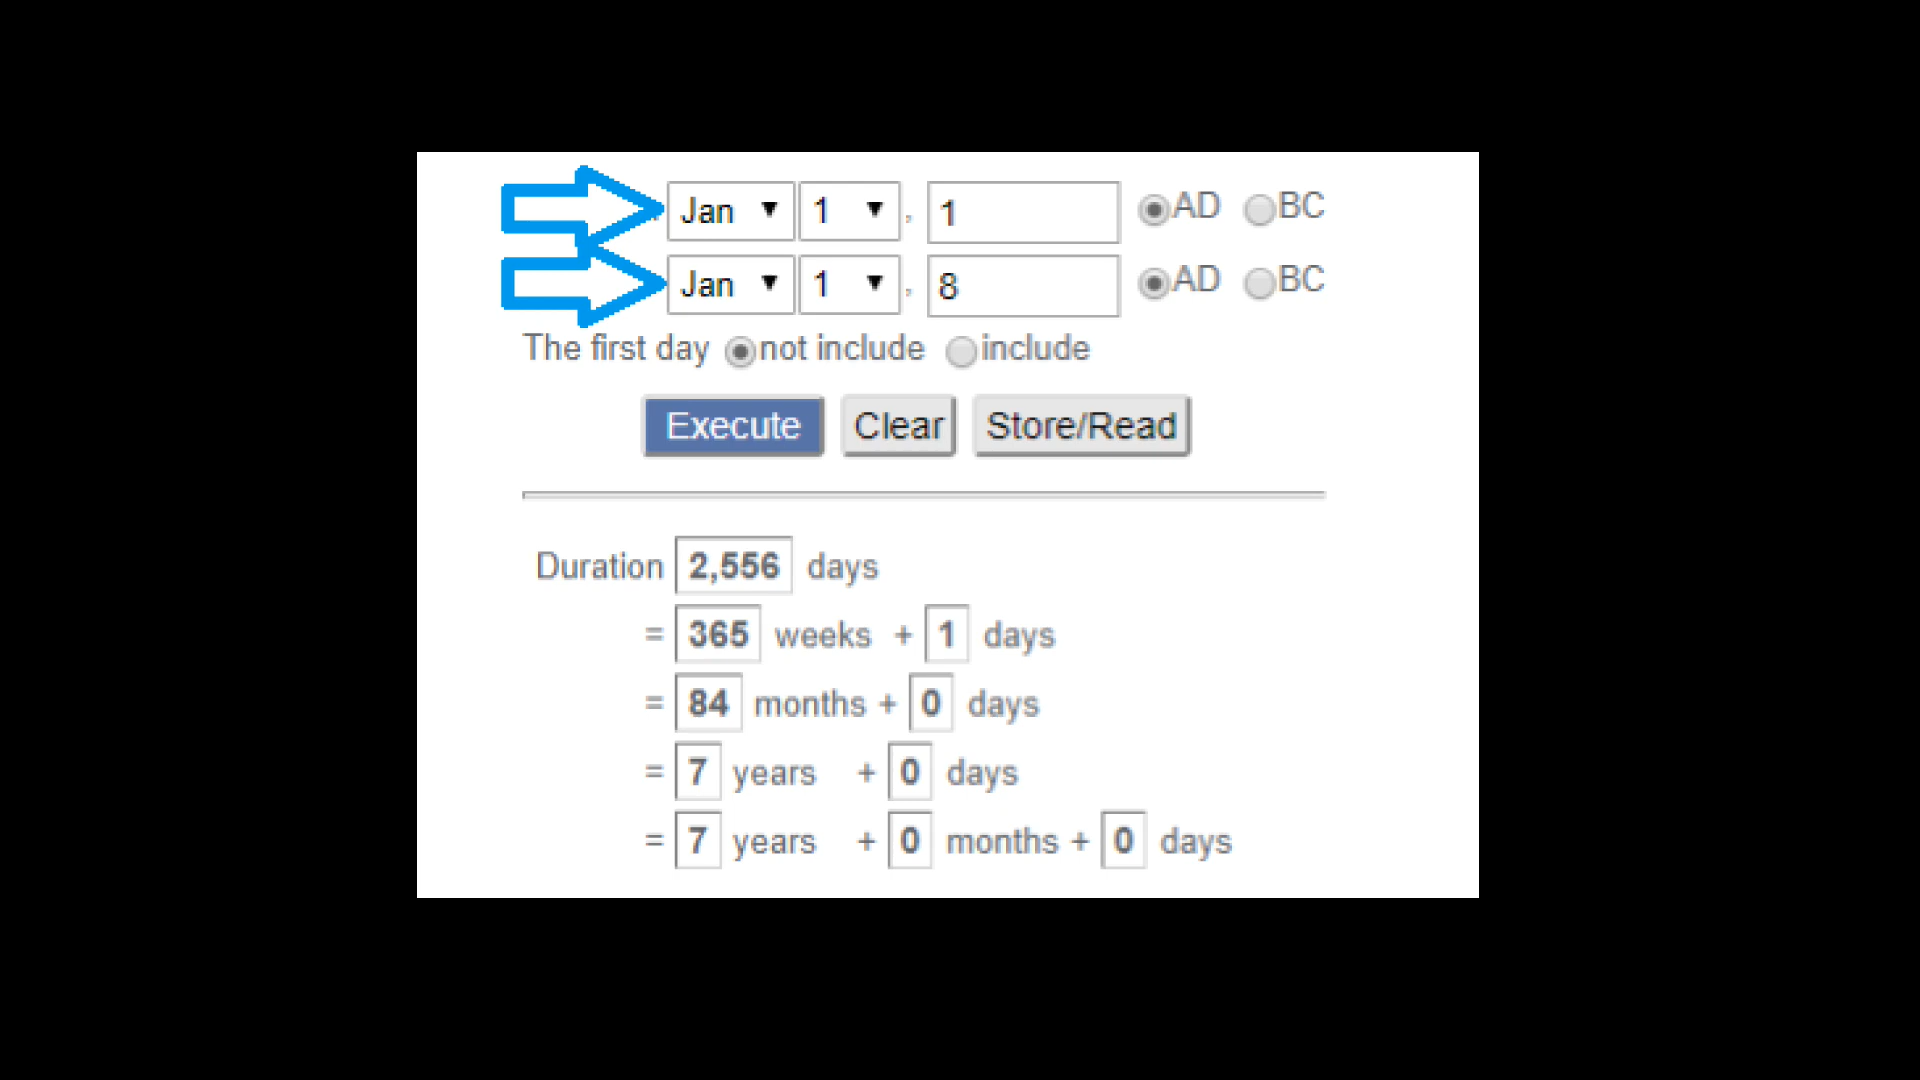 Jan 1 , 1 AD BC
Jan 1 , 8 AD BC
The first day not include include
Execute Clear Store/Read
Duration 2,556 days
= 365 weeks + 1 days
= 84 months + 0 days
= 7 years + 0 days
= 7 years + 0 months + 0 days